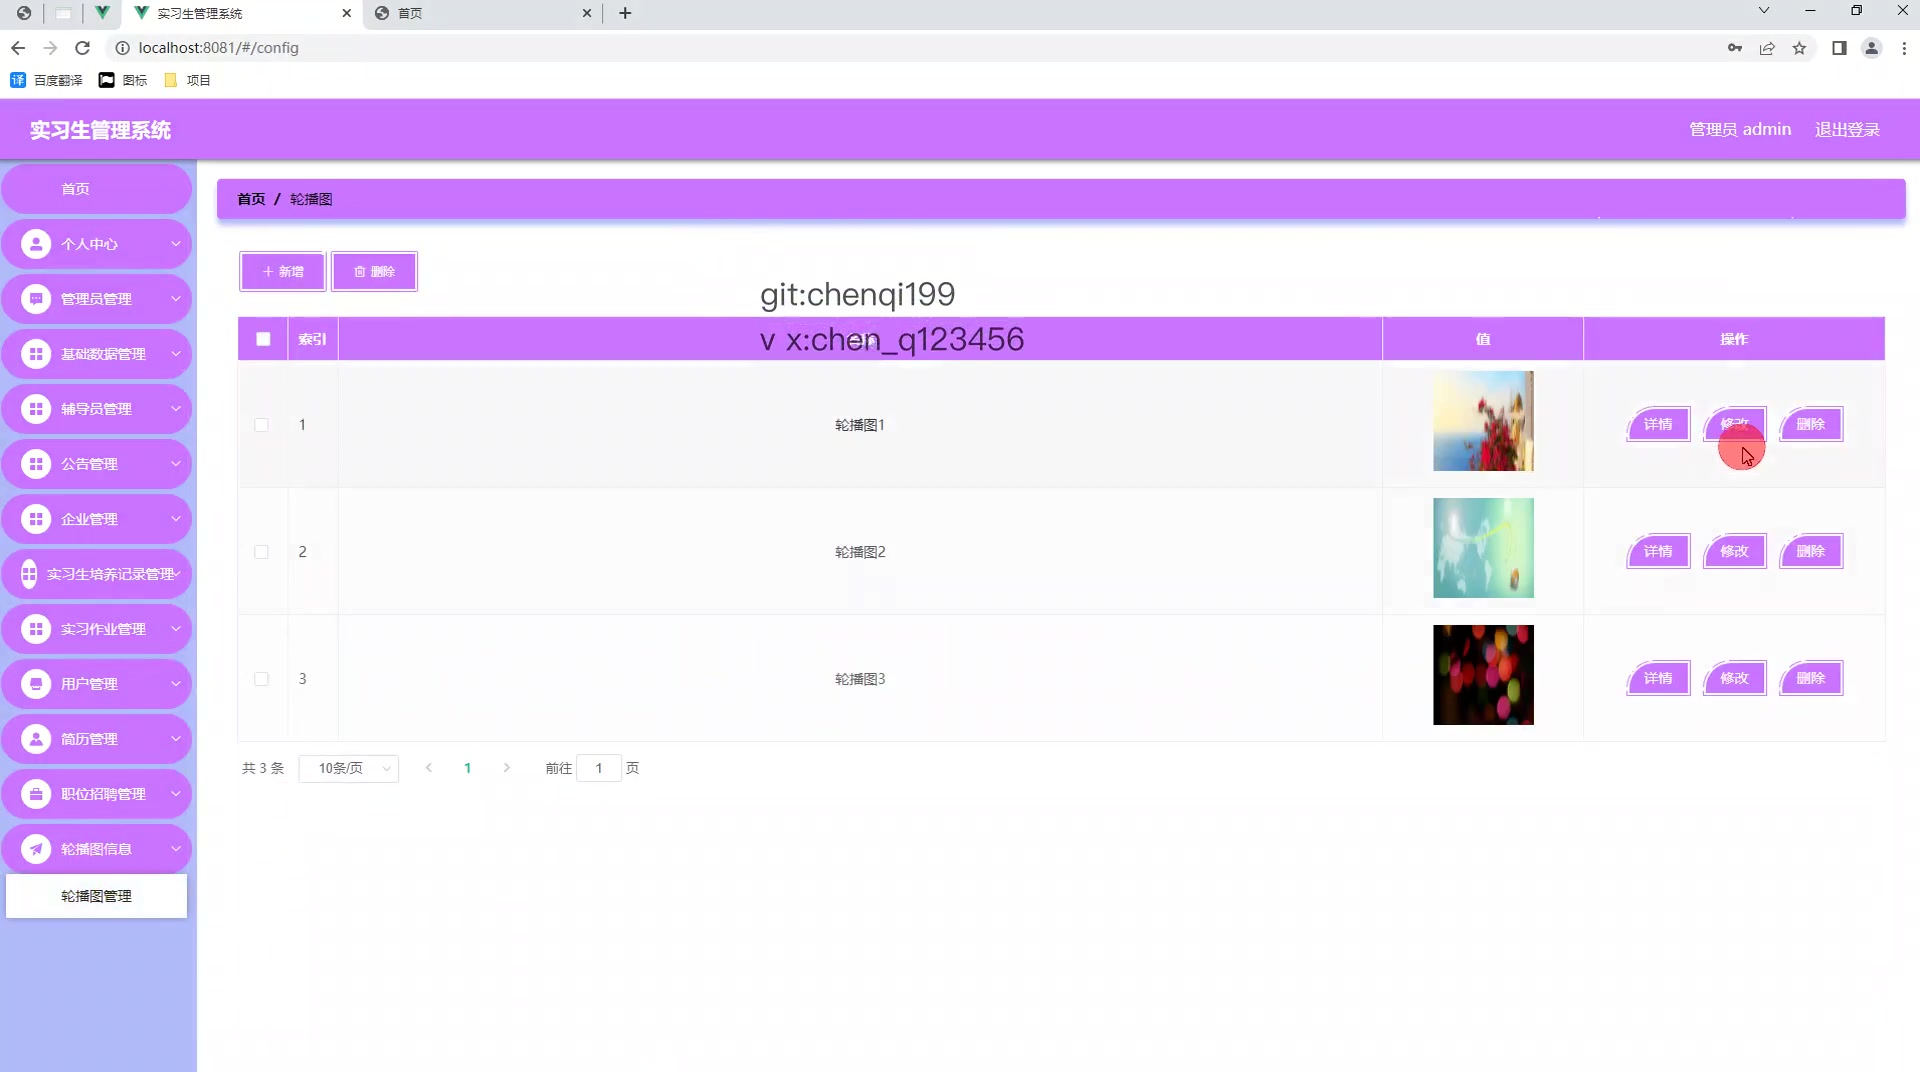 实习生管理系统
首页
localhost:8081/#/config
百度翻译
图标
项目
实习生管理系统
管理员 admin
退出登录
首页
个人中心
管理员管理
基础数据管理
辅导员管理
公告管理
企业管理
实习生培养记录管理
实习作业管理
用户管理
简历管理
职位招聘管理
轮播图信息
轮播图管理
首页 / 轮播图
新增
删除
git:chenqi199
v x:chen_q123456
索引
值
操作
1
轮播图1
详情
修改
删除
2
轮播图2
详情
修改
删除
3
轮播图3
详情
修改
删除
共 3 条
10条/页
1
前往
1
页